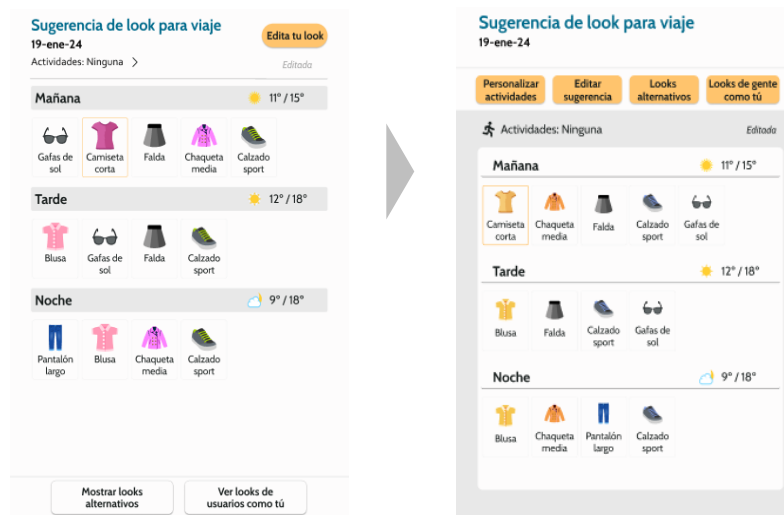 Sugerencia de look para viaje
19-ene-24
Edita tu look
Actividades: Ninguna >
Editada
Mañana
11° / 15°
Gafas de
sol
Camiseta
corta
Falda
Chaqueta
media
Calzado
sport
Tarde
12° / 18°
Blusa
Gafas de
sol
Falda
Calzado
sport
Noche
9° / 18°
Pantalón
largo
Blusa
Chaqueta
media
Calzado
sport
Mostrar looks
alternativos
Ver looks de
usuarios como tú
Sugerencia de look para viaje
19-ene-24
Personalizar
actividades
Editar
sugerencia
Looks
alternativos
Looks de gente
como tú
Actividades: Ninguna
Editada
Mañana
11° / 15°
Camiseta
corta
Chaqueta
media
Falda
Calzado
sport
Gafas de
sol
Tarde
12° / 18°
Blusa
Falda
Calzado
sport
Gafas de
sol
Noche
9° / 18°
Blusa
Chaqueta
media
Pantalón
largo
Calzado
sport